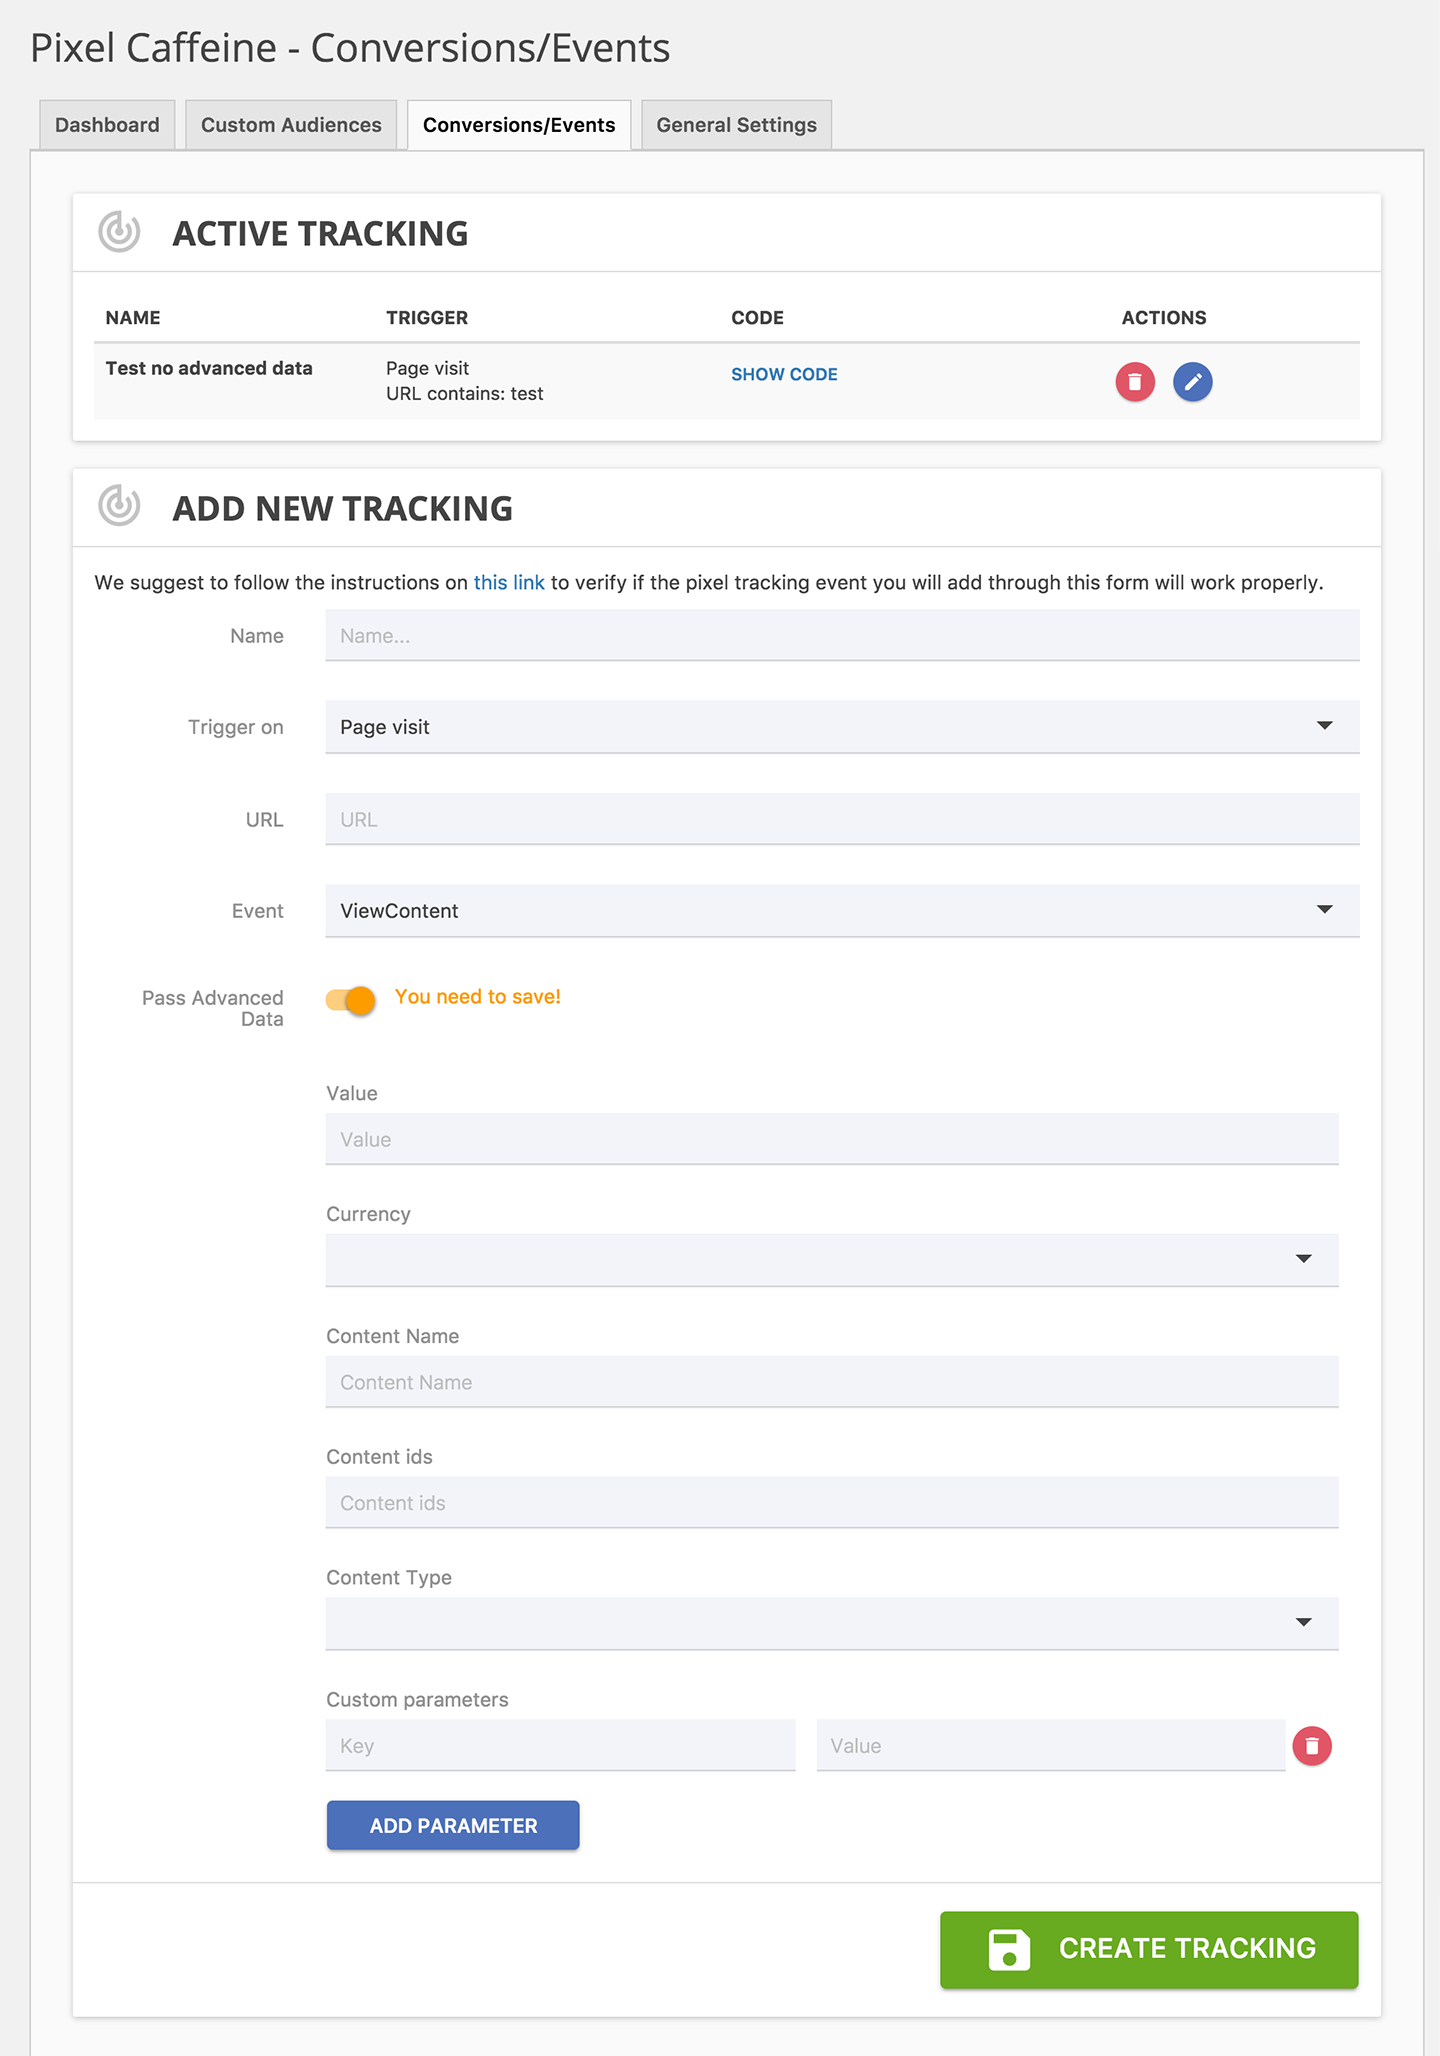 Pixel Caffeine - Conversions/Events
Dashboard
Custom Audiences
Conversions/Events
General Settings
ACTIVE TRACKING
NAME
TRIGGER
CODE
ACTIONS
Test no advanced data
Page visit
URL contains: test
SHOW CODE
ADD NEW TRACKING
We suggest to follow the instructions on this link to verify if the pixel tracking event you will add through this form will work properly.
Name
Name...
Trigger on
Page visit
URL
URL
Event
ViewContent
Pass Advanced
Data
You need to save!
Value
Value
Currency
Content Name
Content Name
Content ids
Content ids
Content Type
Custom parameters
Key
Value
ADD PARAMETER
CREATE TRACKING